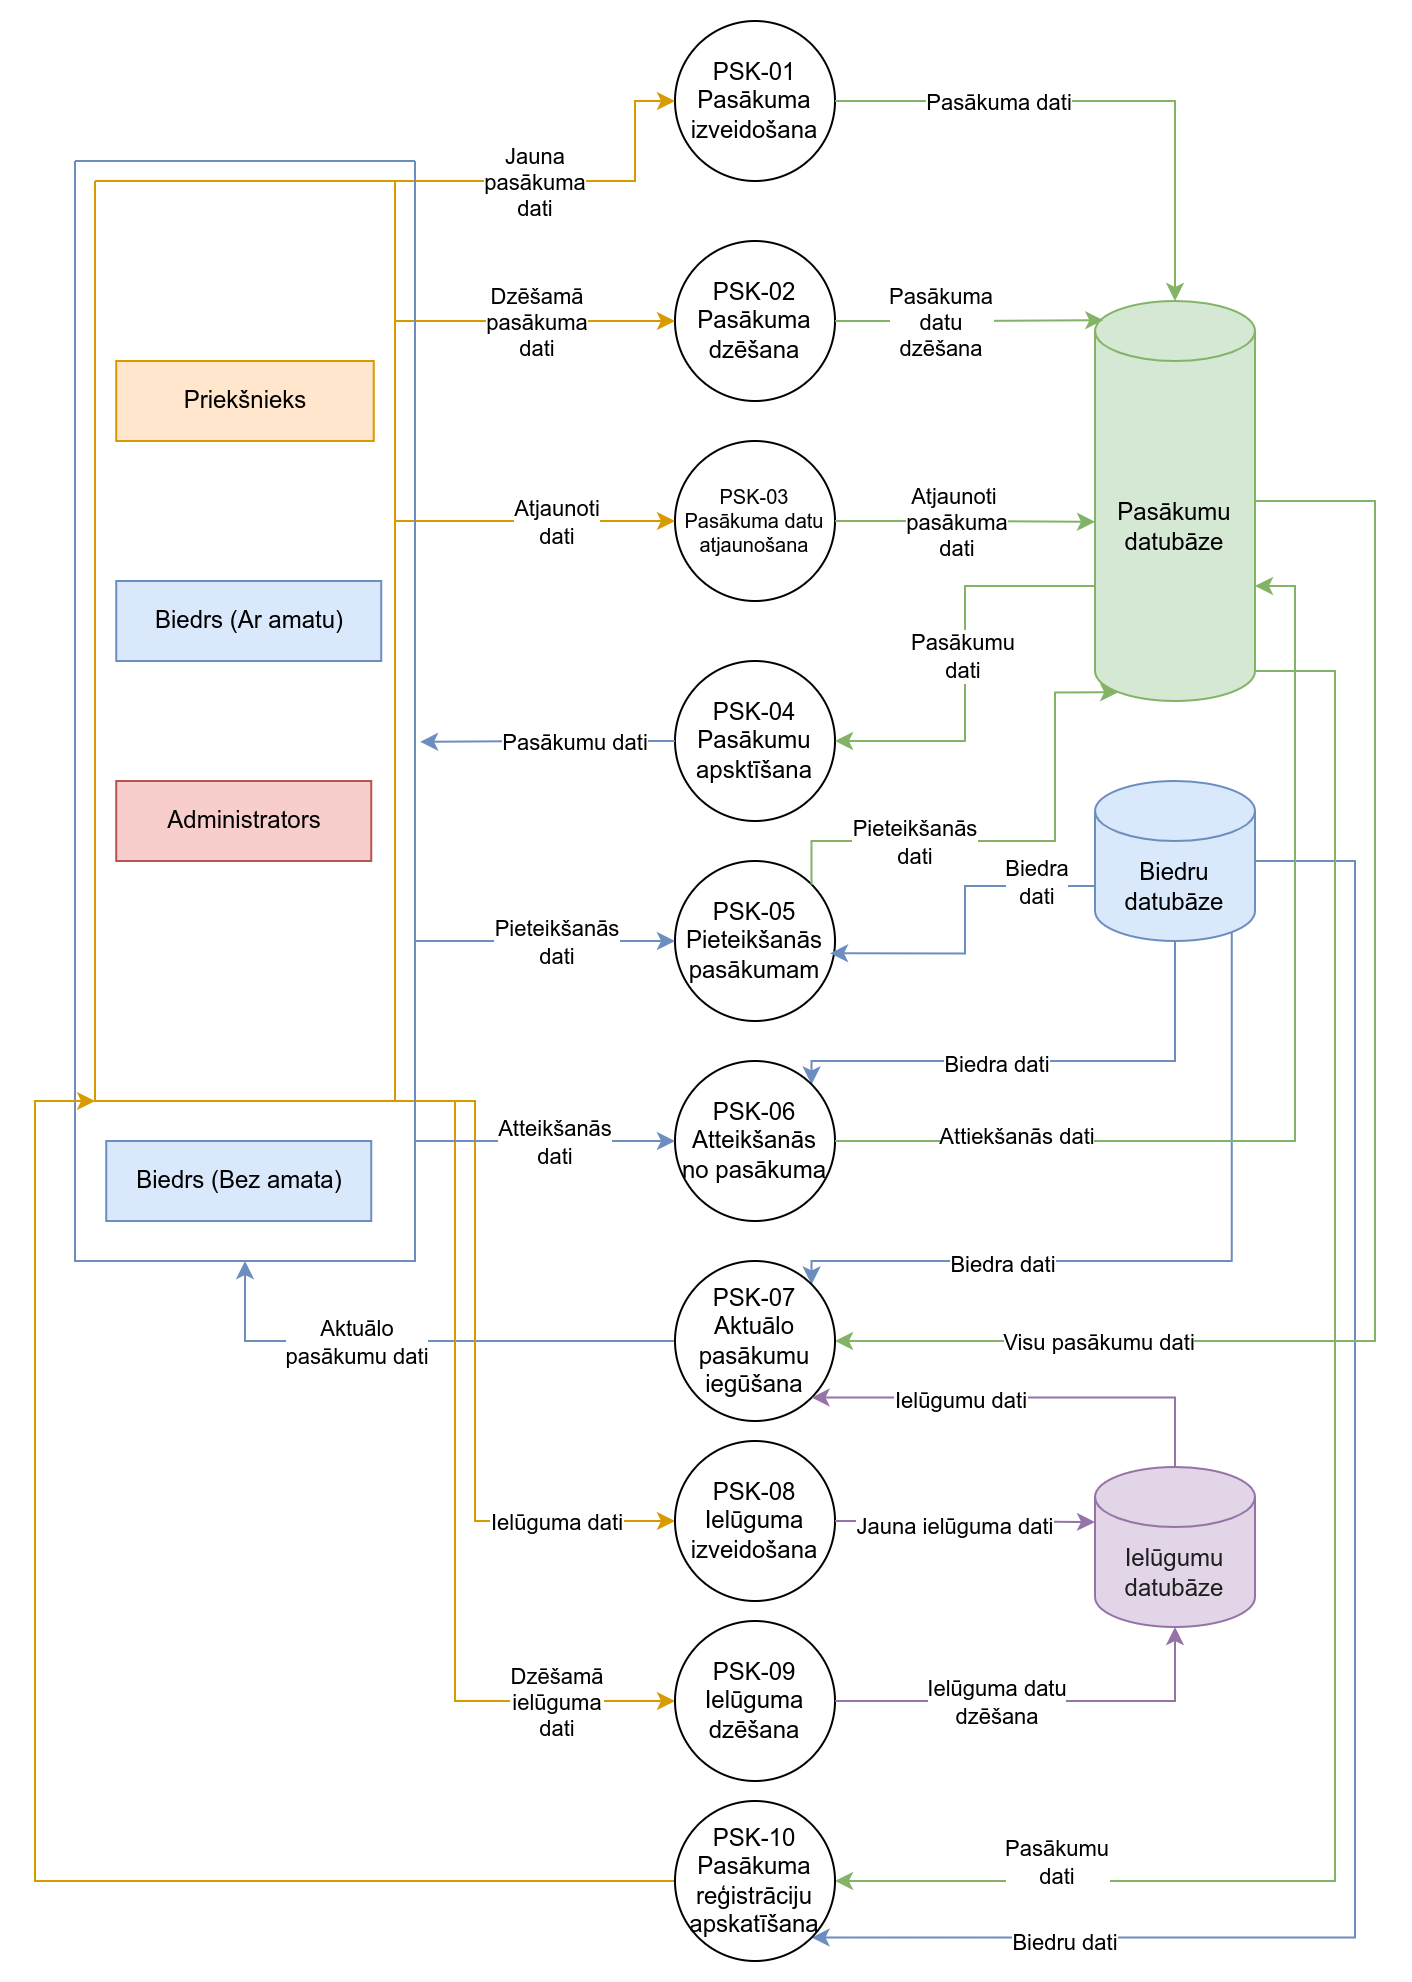 PSK-01
Pasākuma
izveidošana
Pasākuma dati
Jauna
pasākuma
dati
Dzēšamā
pasākuma
dati
PSK-02
Pasākuma
dzēšana
Pasākuma
datu
dzēšana
Priekšnieks
Atjaunoti
dati
PSK-03
Pasākuma datu
atjaunošana
Atjaunoti
pasākuma
dati
Pasākumu
datubāze
Biedrs (Ar amatu)
Pasākumu
dati
PSK-04
Pasākumu
apsktīšana
Pasākumu dati
Administrators
Pieteikšanās
dati
Biedra
dati
Biedru
datubāze
Pieteikšanās
dati
PSK-05
Pieteikšanās
pasākumam
Biedra dati
Atteikšanās
dati
PSK-06
Atteikšanās
no pasākuma
Attiekšanās dati
Biedrs (Bez amata)
Biedra dati
Aktuālo
pasākumu dati
PSK-07
Aktuālo
pasākumu
iegūšana
Visu pasākumu dati
Ielūgumu dati
Ielūguma dati
PSK-08
Ielūguma
izveidošana
Jauna ielūguma dati
Ielūgumu
datubāze
Dzēšamā
ielūguma
dati
PSK-09
Ielūguma
dzēšana
Ielūguma datu
dzēšana
PSK-10
Pasākuma
reģistrāciju
apskatīšana
Pasākumu
dati
Biedru dati